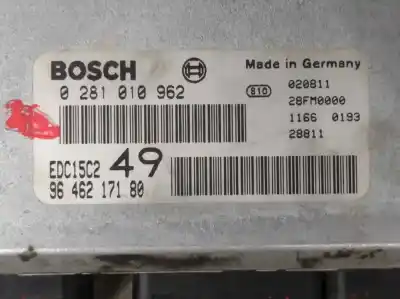 BOSCH
Made in Germany
0 281 010 962
S10
020811
28FM0000
1166 0193
28811
EDC15C2 49
96 462 171 80